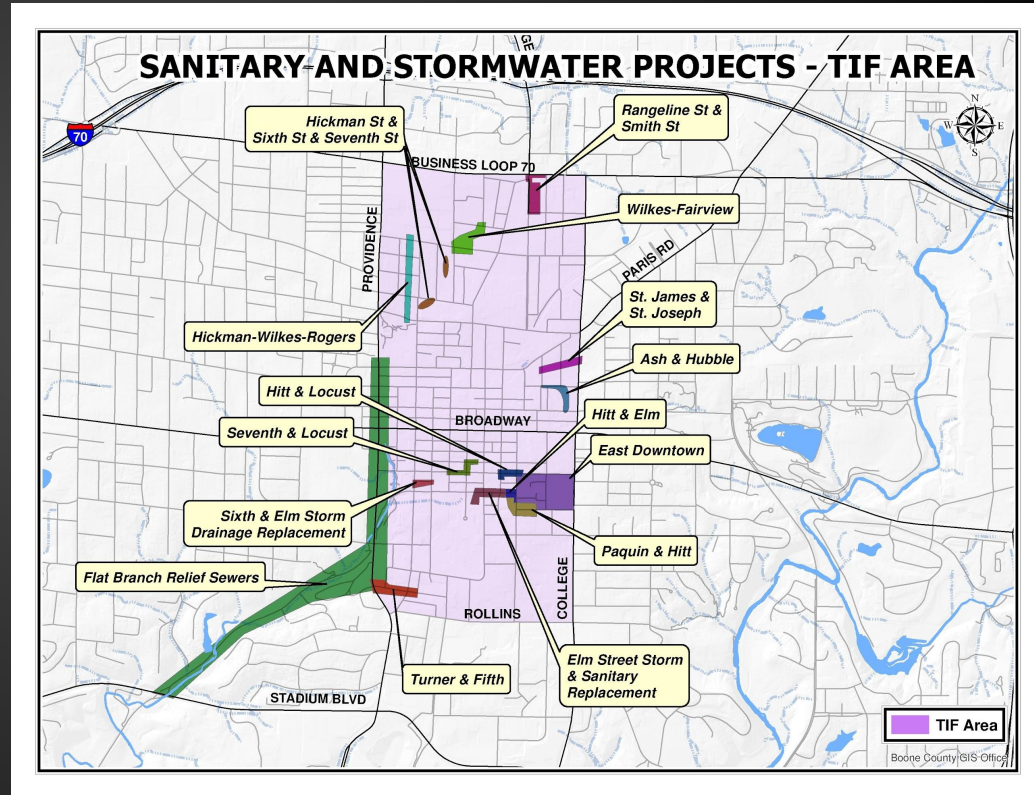 SANITARY AND STORMWATER PROJECTS - TIF AREA
GE
70
N
W E
S
Hickman St &
Sixth St & Seventh St
Rangeline St &
Smith St
BUSINESS LOOP 70
Wilkes-Fairview
PROVIDENCE
PARIS RD
St. James &
St. Joseph
Hickman-Wilkes-Rogers
Ash & Hubble
Hitt & Locust
Hitt & Elm
BROADWAY
Seventh & Locust
East Downtown
Sixth & Elm Storm
Drainage Replacement
Paquin & Hitt
Flat Branch Relief Sewers
COLLEGE
ROLLINS
Elm Street Storm
& Sanitary
Replacement
Turner & Fifth
STADIUM BLVD
TIF Area
Boone County GIS Office